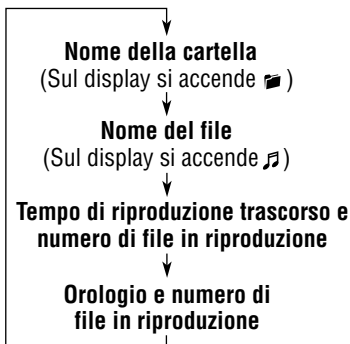 Nome della cartella
(Sul display si accende )
Nome del file
(Sul display si accende )
Tempo di riproduzione trascorso e
numero di file in riproduzione
Orologio e numero di
file in riproduzione